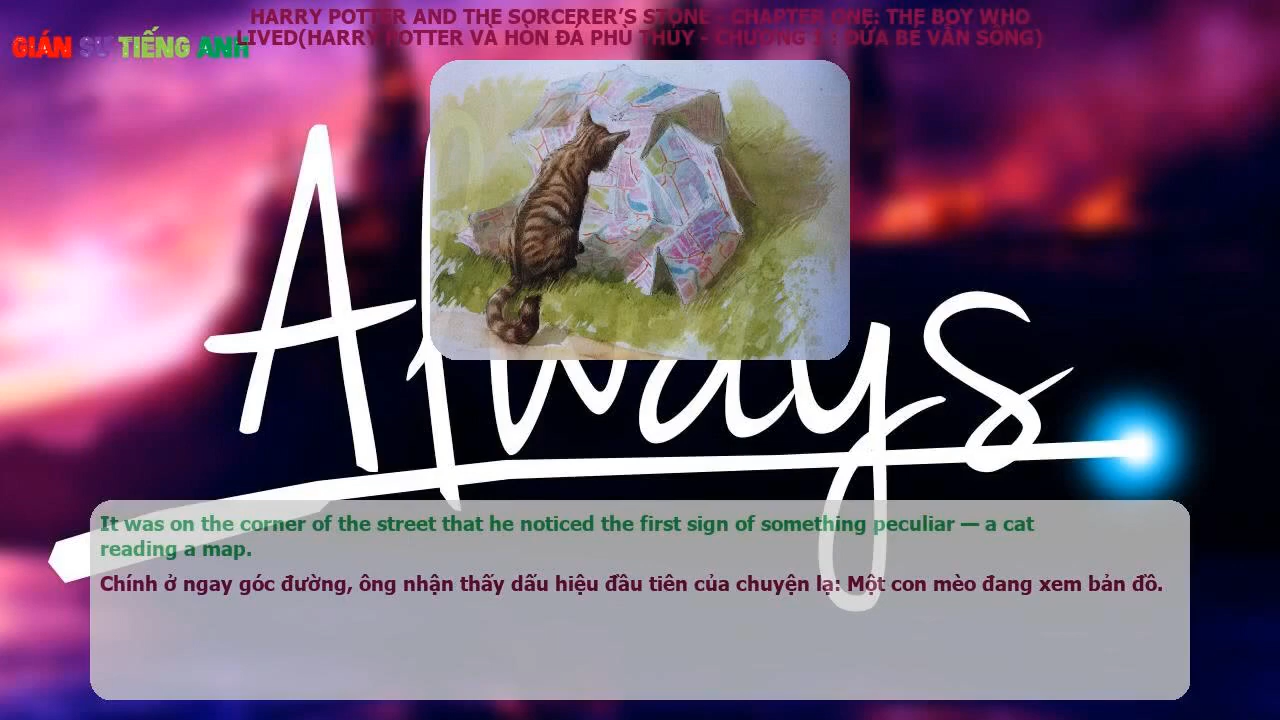 HARRY POTTER AND THE SORCERER’S STONE - CHAPTER ONE: THE BOY WHO
LIVED(HARRY POTTER VÀ HÒN ĐÁ PHÙ THỦY - CHƯƠNG 1 : ĐỨA BÉ VẪN SỐNG)
GIÁN SƯ TIẾNG ANH
Always
It was on the corner of the street that he noticed the first sign of something peculiar — a cat
reading a map.
Chính ở ngay góc đường, ông nhận thấy dấu hiệu đầu tiên của chuyện lạ: Một con mèo đang xem bản đồ.